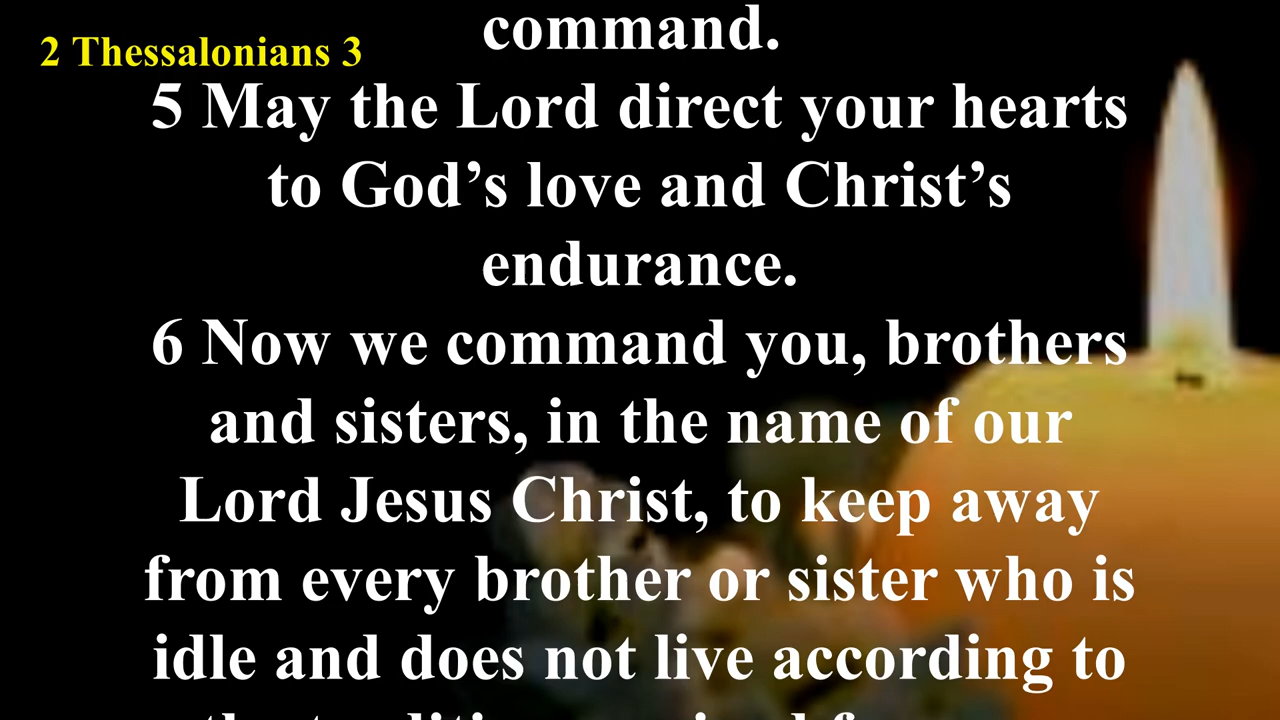 command.
2 Thessalonians 3
5 May the Lord direct your hearts
to God’s love and Christ’s
endurance.
6 Now we command you, brothers
and sisters, in the name of our
Lord Jesus Christ, to keep away
from every brother or sister who is
idle and does not live according to